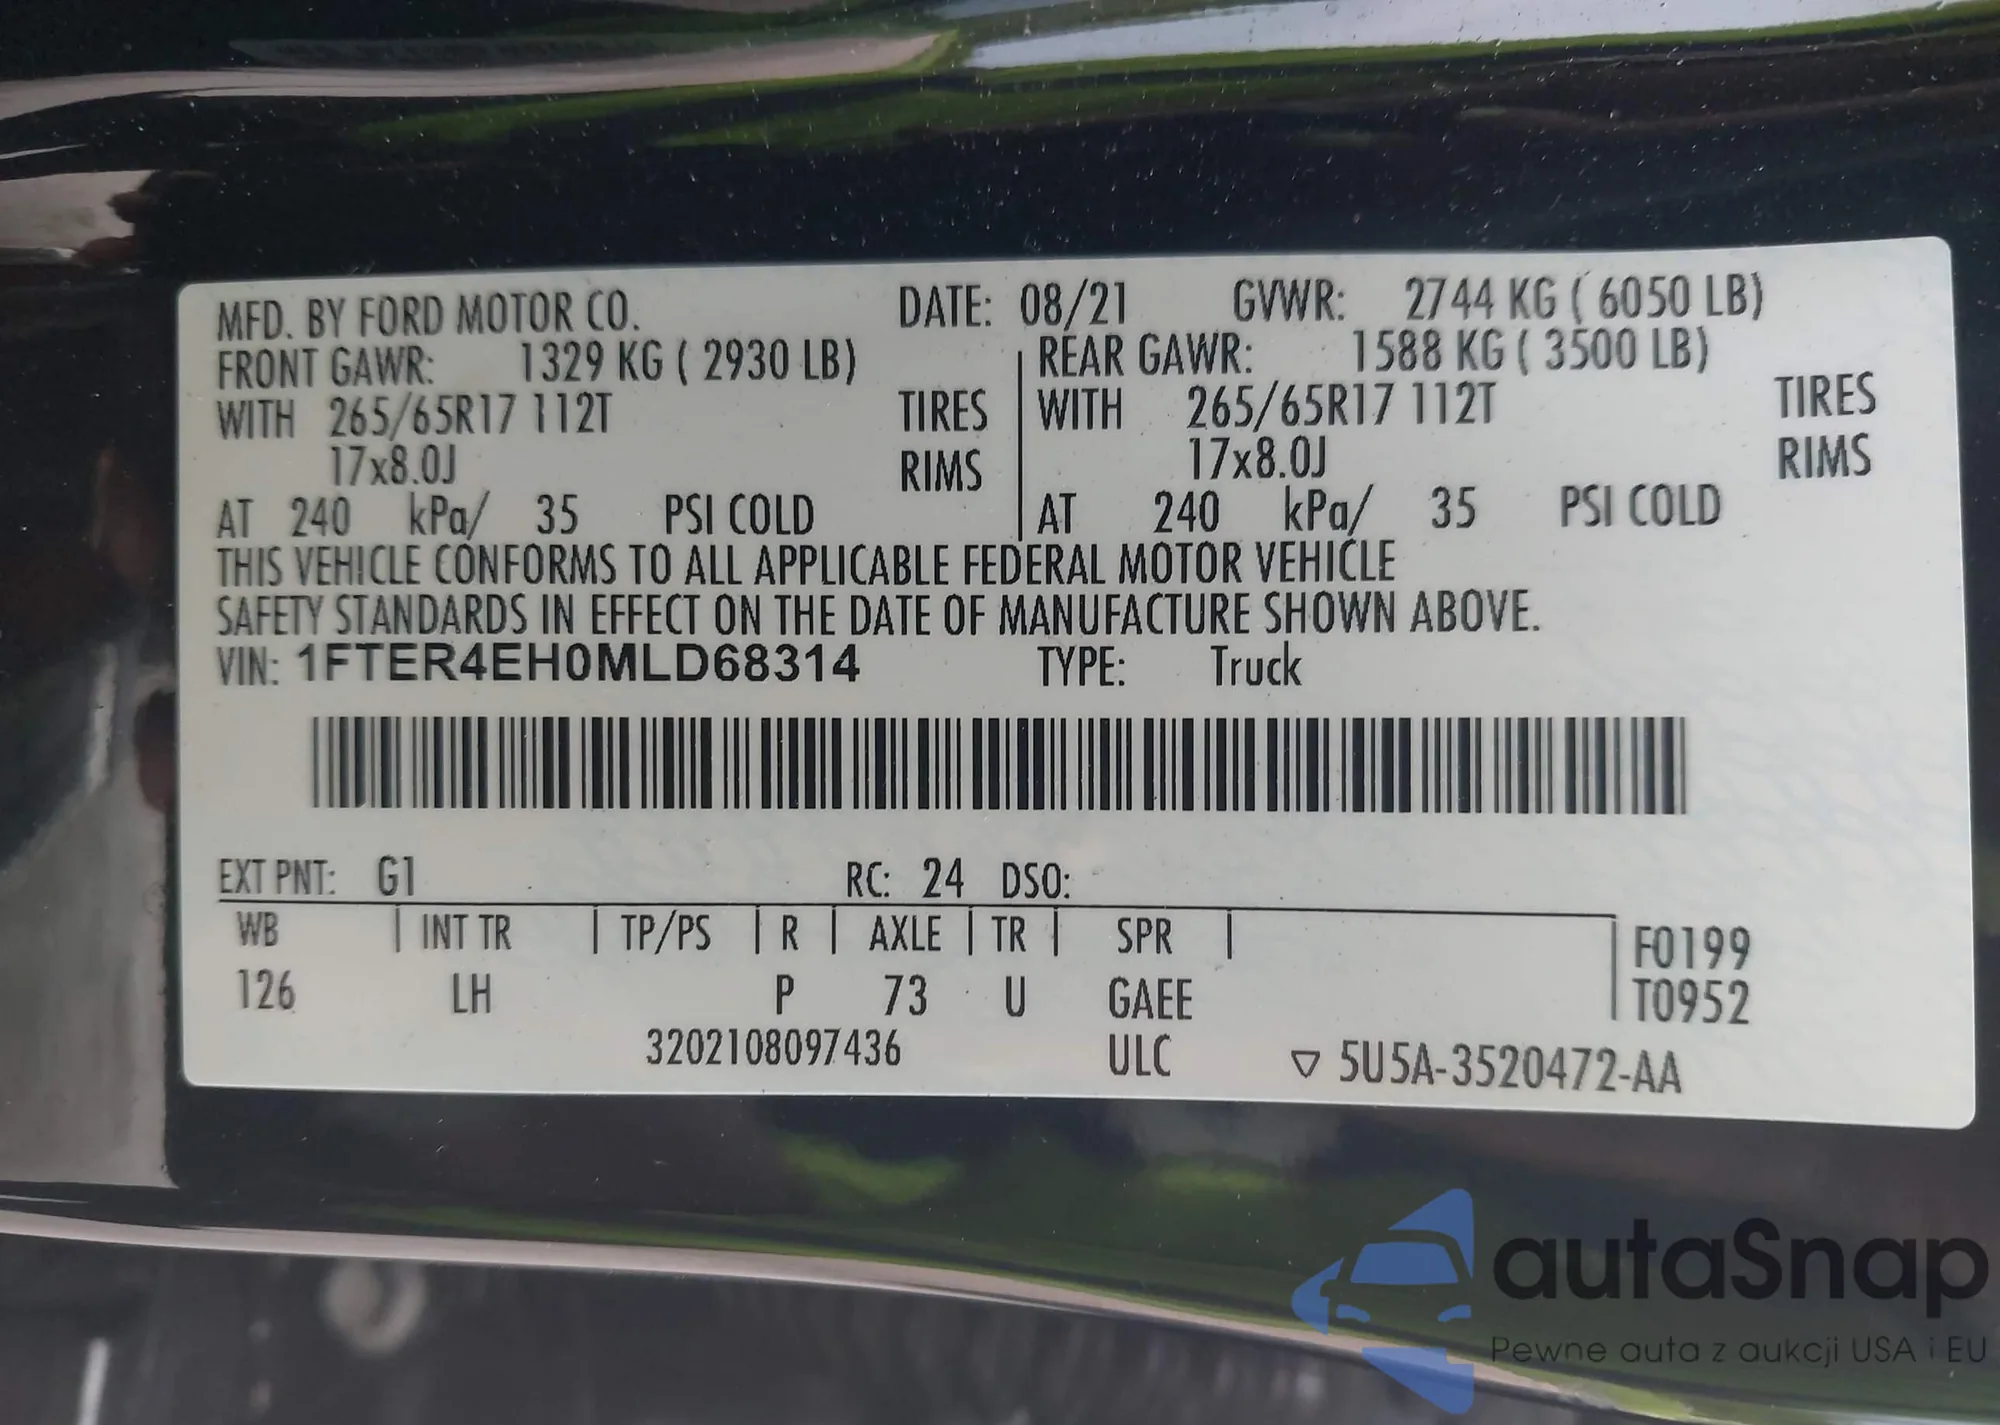 MFD. BY FORD MOTOR CO. DATE: 08/21 GVWR: 2744 KG ( 6050 LB)
FRONT GAWR: 1329 KG ( 2930 LB) REAR GAWR: 1588 KG ( 3500 LB)
WITH 265/65R17 112T TIRES WITH 265/65R17 112T TIRES
17x8.0J RIMS 17x8.0J RIMS
AT 240 kPa/ 35 PSI COLD AT 240 kPa/ 35 PSI COLD
THIS VEHICLE CONFORMS TO ALL APPLICABLE FEDERAL MOTOR VEHICLE
SAFETY STANDARDS IN EFFECT ON THE DATE OF MANUFACTURE SHOWN ABOVE.
VIN: 1FTER4EH0MLD68314 TYPE: Truck
EXT PNT: G1 RC: 24 DSO:
WB INT TR TP/PS R AXLE TR SPR F0199
126 LH P 73 U GAEE T0952
3202108097436 ULC ▽ 5U5A-3520472-AA
autaSnap
Pewne auta z aukcji USA i EU